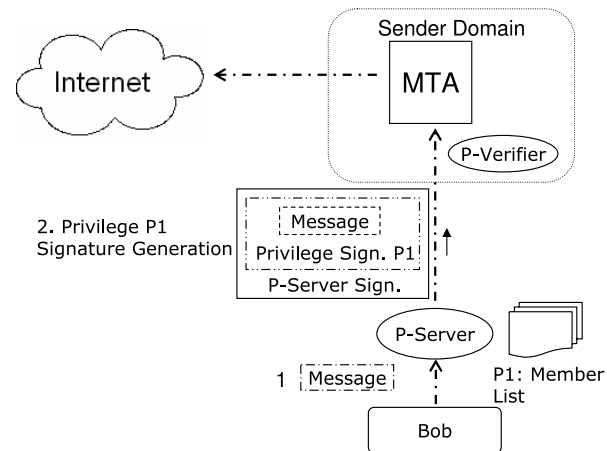 Sender Domain
Internet
MTA
P-Verifier
2. Privilege P1
Signature Generation
Message
Privilege Sign. P1
P-Server Sign.
P-Server
1
Message
P1: Member
List
Bob